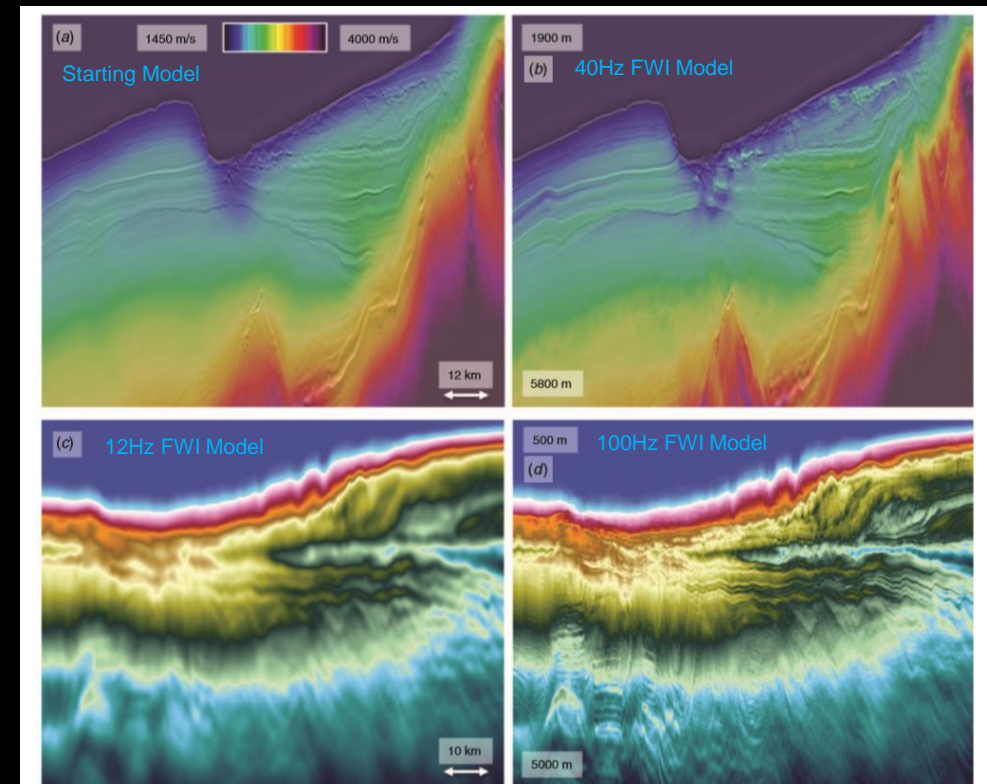 (a)
1450 m/s
4000 m/s
Starting Model
12 km
1900 m
(b)
40Hz FWI Model
5800 m
(c)
12Hz FWI Model
10 km
500 m
100Hz FWI Model
(d)
5000 m